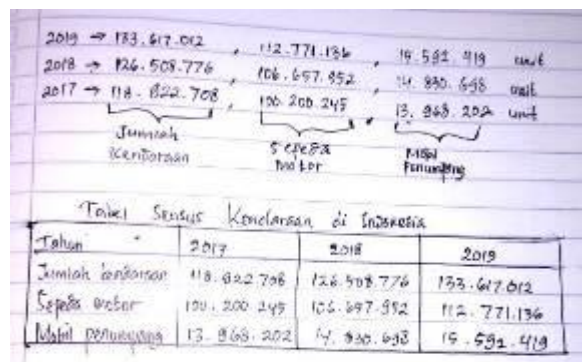 2019 → 133.617.012 , 112.771.136 , 15.592.419 unit
2018 → 126.508.776 , 106.657.952 , 14.830.698 unit
2017 → 118.922.708 , 100.200.245 , 13.968.202 unit
Jumlah Kendaraan
Sepeda Motor
Mobil Penumpang
Tabel Sensus Kendaraan di Indonesia
Tahun 2017 2018 2019
Jumlah kendaraan 118.922.708 126.508.776 133.617.012
Sepeda motor 100.200.245 106.657.952 112.771.136
Mobil penumpang 13.968.202 14.830.698 15.592.419